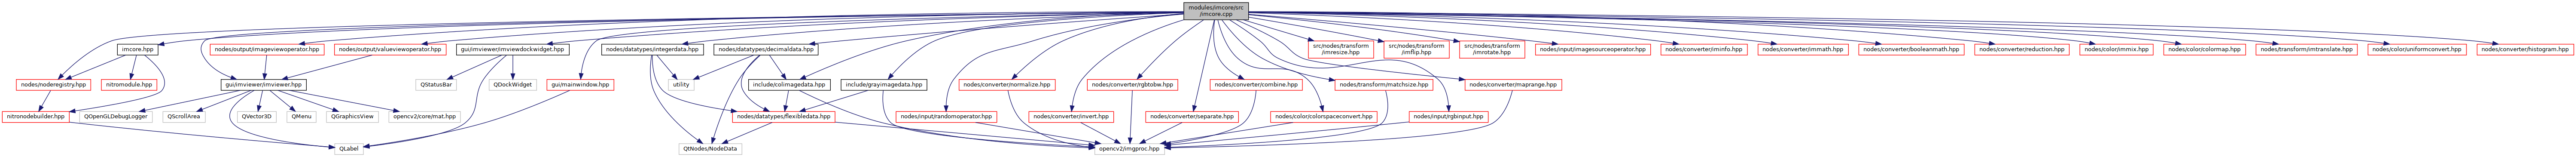 modules/imcore/src
/imcore.cpp
imcore.hpp
nodes/output/imageviewoperator.hpp
nodes/output/valueviewoperator.hpp
gui/imviewer/imviewdockwidget.hpp
nodes/datatypes/integerdata.hpp
nodes/datatypes/decimaldata.hpp
src/nodes/transform
/imresize.hpp
src/nodes/transform
/imflip.hpp
src/nodes/transform
/imrotate.hpp
nodes/input/imagesourceoperator.hpp
nodes/converter/iminfo.hpp
nodes/converter/immath.hpp
nodes/converter/booleanmath.hpp
nodes/converter/reduction.hpp
nodes/color/immix.hpp
nodes/color/colormap.hpp
nodes/transform/imtranslate.hpp
nodes/color/uniformconvert.hpp
nodes/converter/histogram.hpp
nodes/noderegistry.hpp
nitromodule.hpp
gui/imviewer/imviewer.hpp
QStatusBar
QDockWidget
gui/mainwindow.hpp
utility
include/colimagedata.hpp
include/grayimagedata.hpp
nodes/converter/normalize.hpp
nodes/converter/rgbtobw.hpp
nodes/converter/combine.hpp
nodes/transform/matchsize.hpp
nodes/converter/maprange.hpp
nitronodebuilder.hpp
QOpenGLDebugLogger
QScrollArea
QVector3D
QMenu
QGraphicsView
opencv2/core/mat.hpp
nodes/datatypes/flexibledata.hpp
nodes/input/randomoperator.hpp
nodes/converter/invert.hpp
nodes/converter/separate.hpp
nodes/color/colorspaceconvert.hpp
nodes/input/rgbinput.hpp
QLabel
QtNodes/NodeData
opencv2/imgproc.hpp